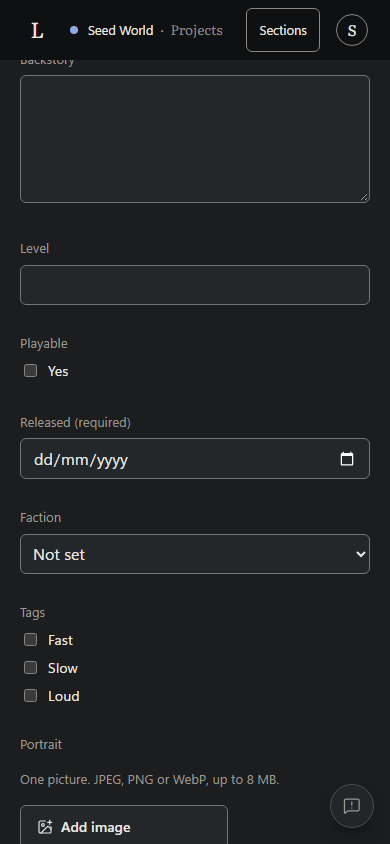 L Seed World · Projects Sections S
Backstory
Level
Playable
Yes
Released (required)
dd/mm/yyyy
Faction
Not set
Tags
Fast
Slow
Loud
Portrait
One picture. JPEG, PNG or WebP, up to 8 MB.
Add image